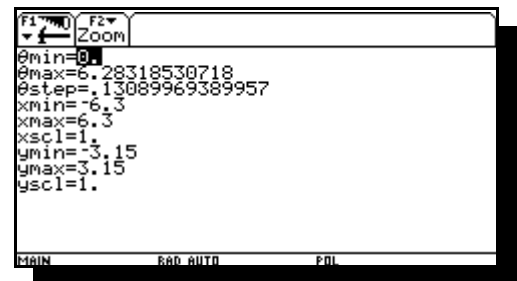 F1 F2
Zoom
θmin=0.
θmax=6.28318530718
θstep=.13089969389957
xmin=-6.3
xmax=6.3
xscl=1.
ymin=-3.15
ymax=3.15
yscl=1.
MAIN RAD AUTO POL